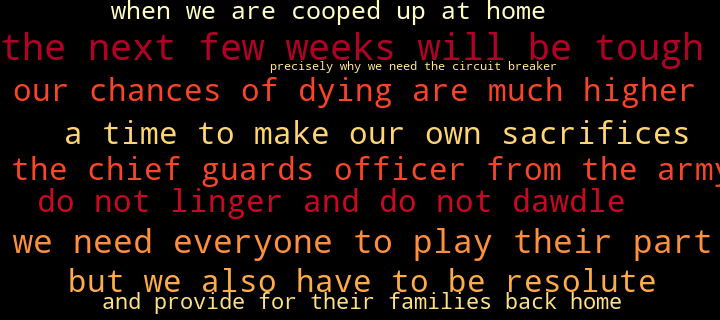 when we are cooped up at home
the next few weeks will be tough
precisely why we need the circuit breaker
our chances of dying are much higher
a time to make our own sacrifices
the chief guards officer from the army
do not linger and do not dawdle
we need everyone to play their part
but we also have to be resolute
and provide for their families back home